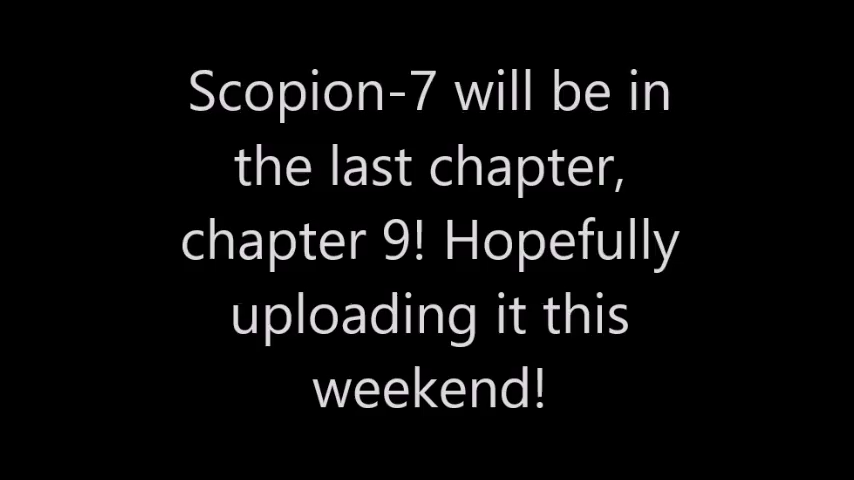 Scopion-7 will be in
the last chapter,
chapter 9! Hopefully
uploading it this
weekend!